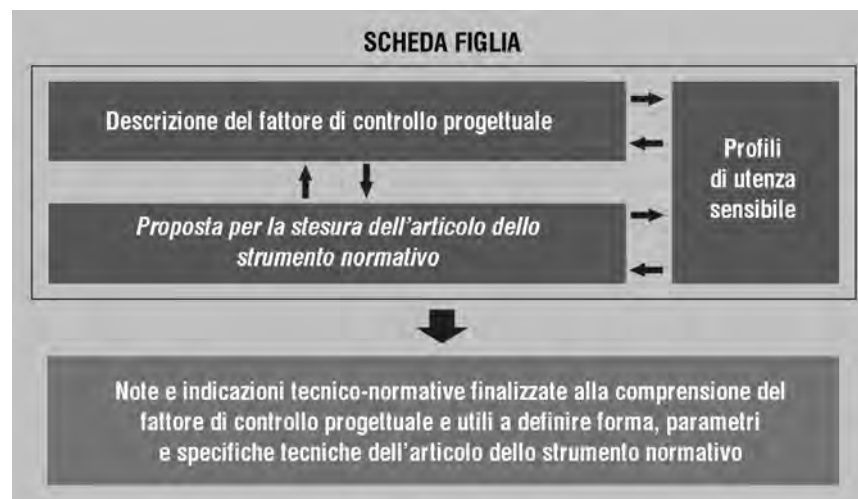 SCHEDA FIGLIA
Descrizione del fattore di controllo progettuale
Profili
di utenza
sensibile
Proposta per la stesura dell'articolo dello
strumento normativo
Note e indicazioni tecnico-normative finalizzate alla comprensione del
fattore di controllo progettuale e utili a definire forma, parametri
e specifiche tecniche dell'articolo dello strumento normativo